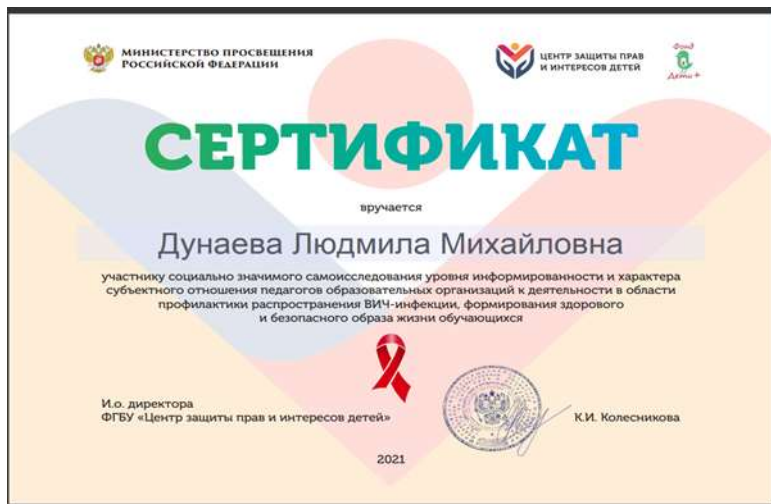 МИНИСТЕРСТВО ПРОСВЕЩЕНИЯ
РОССИЙСКОЙ ФЕДЕРАЦИИ
ЦЕНТР ЗАЩИТЫ ПРАВ
И ИНТЕРЕСОВ ДЕТЕЙ
Фонд
Дети+
СЕРТИФИКАТ
вручается
Дунаева Людмила Михайловна
участнику социально значимого самоисследования уровня информированности и характера
субъектного отношения педагогов образовательных организаций к деятельности в области
профилактики распространения ВИЧ-инфекции, формирования здорового
и безопасного образа жизни обучающихся
И.о. директора
ФГБУ «Центр защиты прав и интересов детей»
К.И. Колесникова
2021